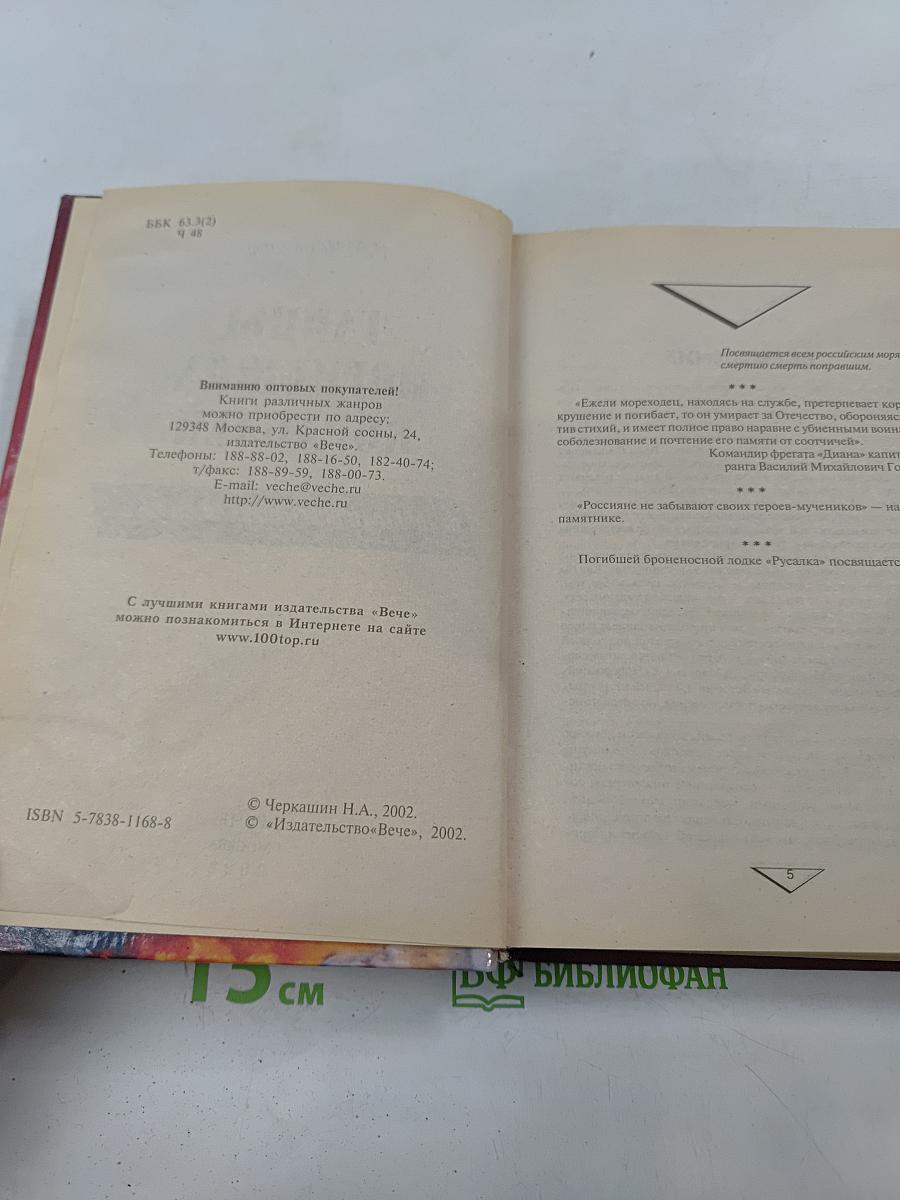 ББК 63.3(2)
Ч 48
Вниманию оптовых покупателей!
Книги различных жанров
можно приобрести по адресу:
129348 Москва, ул. Красной сосны, 24,
издательство «Вече».
Телефоны: 188-88-02, 188-16-50, 182-40-74;
т/факс: 188-89-59, 188-00-73.
E-mail: veche@veche.ru
http://www.veche.ru
С лучшими книгами издательства «Вече»
можно познакомиться в Интернете на сайте
www.100top.ru
ISBN 5-7838-1168-8
© Черкашин Н.А., 2002.
© «Издательство«Вече», 2002.
Посвящается всем российским моря
смертию смерть поправшим.
* * *
«Ежели мореходец, находясь на службе, претерпевает кор
крушение и погибает, то он умирает за Отечество, обороняяс
тив стихий, и имеет полное право наравне с убиенными воин
соболезнование и почтение его памяти от соотчичей».
Командир фрегата «Диана» капит
ранга Василий Михайлович Го
* * *
«Россияне не забывают своих героев-мучеников» — на
памятнике.
* * *
Погибшей броненосной лодке «Русалка» посвящаетс
5
15 см
БФ БИБЛИОФАН